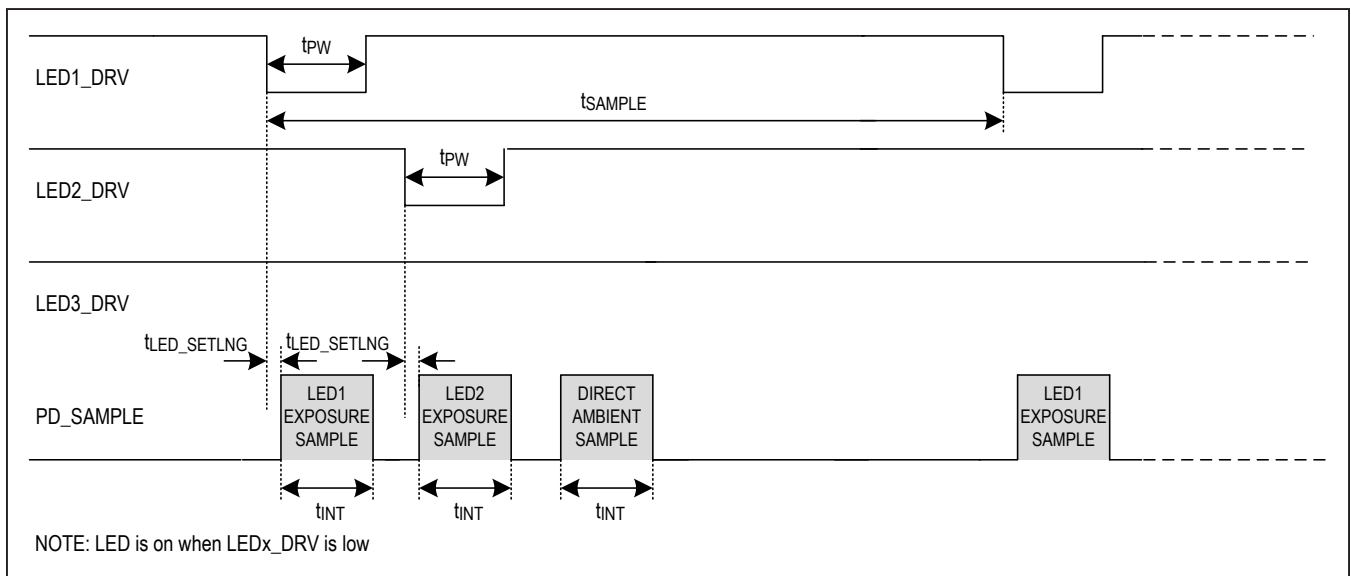 tPW
LED1_DRV
tSAMPLE
tPW
LED2_DRV
LED3_DRV
tLED_SETLNG
tLED_SETLNG
PD_SAMPLE
LED1
EXPOSURE
SAMPLE
LED2
EXPOSURE
SAMPLE
DIRECT
AMBIENT
SAMPLE
LED1
EXPOSURE
SAMPLE
tINT
tINT
tINT
NOTE: LED is on when LEDx_DRV is low